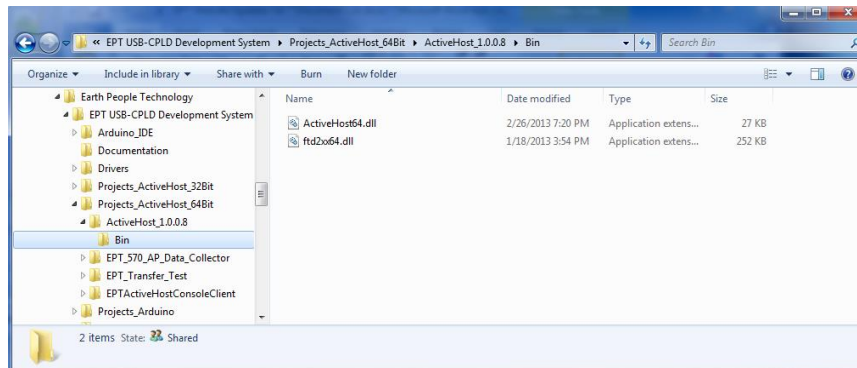 « EPT USB-CPLD Development System ▸ Projects_ActiveHost_64Bit ▸ ActiveHost_1.0.0.8 ▸ Bin
Search Bin
Organize Include in library Share with Burn New folder
Earth People Technology
EPT USB-CPLD Development System
Arduino_IDE
Documentation
Drivers
Projects_ActiveHost_32Bit
Projects_ActiveHost_64Bit
ActiveHost_1.0.0.8
Bin
EPT_570_AP_Data_Collector
EPT_Transfer_Test
EPTActiveHostConsoleClient
Projects_Arduino
Name Date modified Type Size
ActiveHost64.dll 2/26/2013 7:20 PM Application extens... 27 KB
ftd2xx64.dll 1/18/2013 3:54 PM Application extens... 252 KB
2 items State: Shared